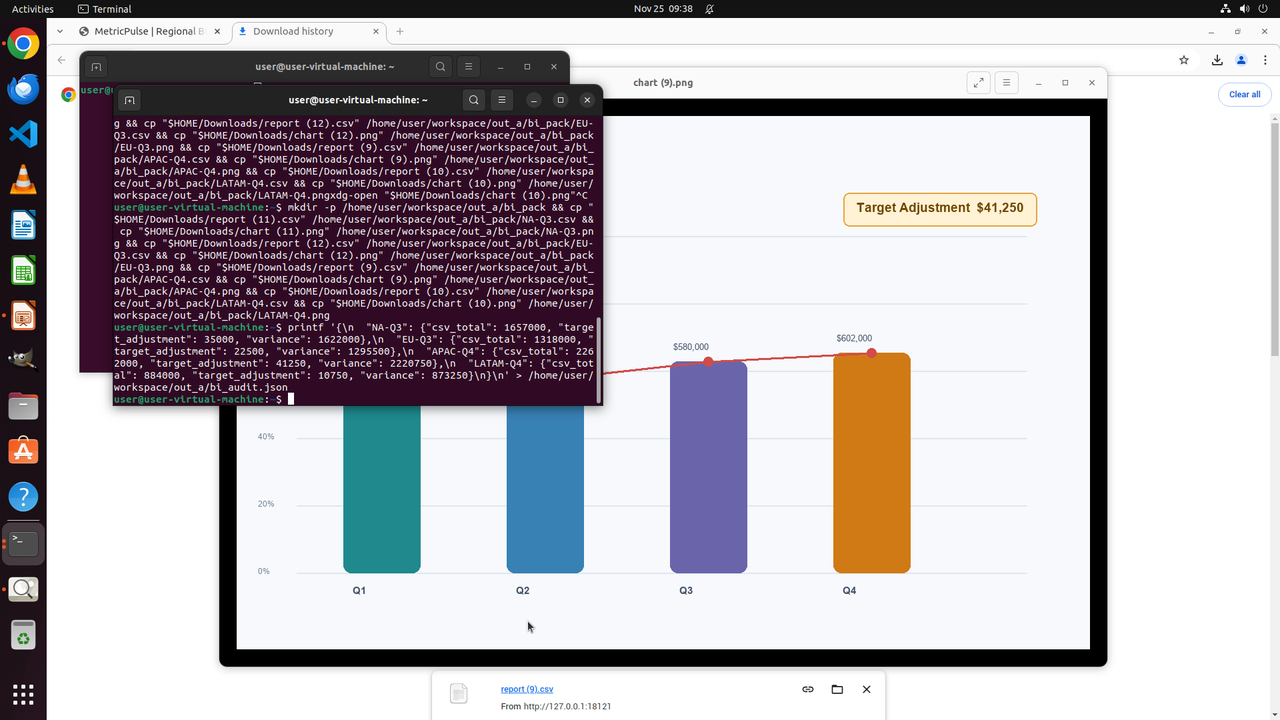 Activities
Terminal
Nov 25 09:38
MetricPulse | Regional B
Download history
user@user-virtual-machine: ~
chart (9).png
Clear all
user@
user@user-virtual-machine: ~
g && cp "$HOME/Downloads/report (12).csv" /home/user/workspace/out_a/bi_pack/EU-
Q3.csv && cp "$HOME/Downloads/chart (12).png" /home/user/workspace/out_a/bi_pack
/EU-Q3.png && cp "$HOME/Downloads/report (9).csv" /home/user/workspace/out_a/bi_
pack/APAC-Q4.csv && cp "$HOME/Downloads/chart (9).png" /home/user/workspace/out_
a/bi_pack/APAC-Q4.png && cp "$HOME/Downloads/report (10).csv" /home/user/workspa
ce/out_a/bi_pack/LATAM-Q4.csv && cp "$HOME/Downloads/chart (10).png" /home/user/
workspace/out_a/bi_pack/LATAM-Q4.pngxdg-open "$HOME/Downloads/chart (10).png"^C
user@user-virtual-machine:~$ mkdir -p /home/user/workspace/out_a/bi_pack && cp "
$HOME/Downloads/report (11).csv" /home/user/workspace/out_a/bi_pack/NA-Q3.csv &&
 cp "$HOME/Downloads/chart (11).png" /home/user/workspace/out_a/bi_pack/NA-Q3.pn
g && cp "$HOME/Downloads/report (12).csv" /home/user/workspace/out_a/bi_pack/EU-
Q3.csv && cp "$HOME/Downloads/chart (12).png" /home/user/workspace/out_a/bi_pack
/EU-Q3.png && cp "$HOME/Downloads/report (9).csv" /home/user/workspace/out_a/bi_
pack/APAC-Q4.csv && cp "$HOME/Downloads/chart (9).png" /home/user/workspace/out_
a/bi_pack/APAC-Q4.png && cp "$HOME/Downloads/report (10).csv" /home/user/workspa
ce/out_a/bi_pack/LATAM-Q4.csv && cp "$HOME/Downloads/chart (10).png" /home/user/
workspace/out_a/bi_pack/LATAM-Q4.png
user@user-virtual-machine:~$ printf '{\n  "NA-Q3": {"csv_total": 1657000, "targe
t_adjustment": 35000, "variance": 1622000},\n  "EU-Q3": {"csv_total": 1318000, "
target_adjustment": 22500, "variance": 1295500},\n  "APAC-Q4": {"csv_total": 226
2000, "target_adjustment": 41250, "variance": 2220750},\n  "LATAM-Q4": {"csv_tot
al": 884000, "target_adjustment": 10750, "variance": 873250}\n}\n' > /home/user/
workspace/out_a/bi_audit.json
user@user-virtual-machine:~$
Target Adjustment $41,250
$580,000
$602,000
40%
20%
0%
Q1
Q2
Q3
Q4
report (9).csv
From http://127.0.0.1:18121